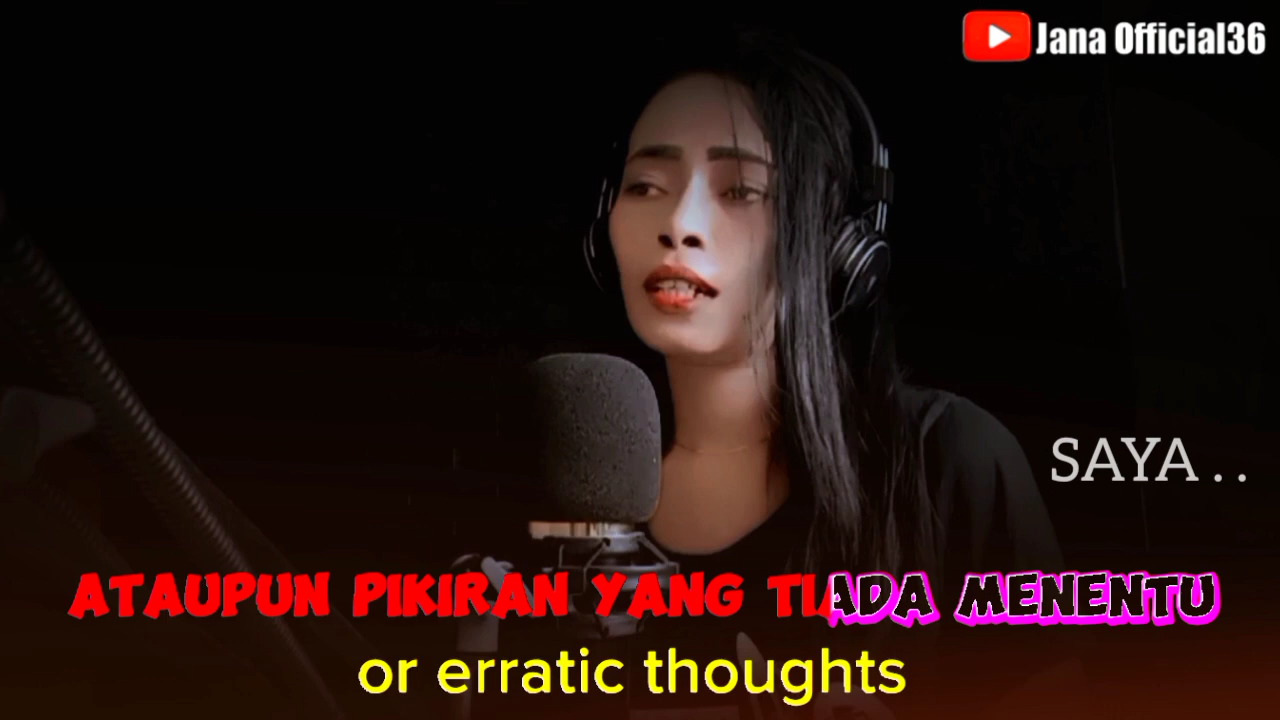 Jana Official36
SAYA . .
ATAUPUN PIKIRAN YANG TIADA MENENTU
or erratic thoughts